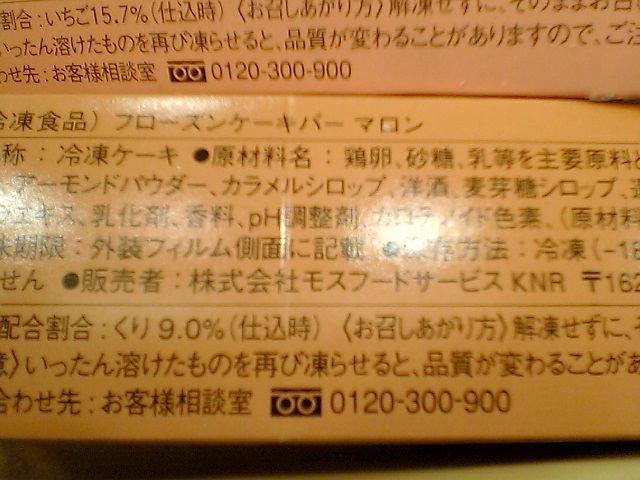 割合：いちご15.7%（仕込時）〈お召しあがり方〉解凍せずに、そのままお召
いったん溶けたものを再び凍らせると、品質が変わることがありますので、ご注
わせ先：お客様相談室 0120-300-900
冷凍食品）フローズンケーキバー マロン
称：冷凍ケーキ ●原材料名：鶏卵、砂糖、乳等を主要原料
アーモンドパウダー、カラメルシロップ、洋酒、麦芽糖シロップ、
エキス、乳化剤、香料、pH調整剤、カロテノイド色素、（原材料
味期限：外装フィルム側面に記載 ●保存方法：冷凍（-18
せん ●販売者：株式会社モスフードサービス KNR 〒162
配合割合：くり9.0%（仕込時）〈お召しあがり方〉解凍せずに、
意〉いったん溶けたものを再び凍らせると、品質が変わることがあ
合わせ先：お客様相談室 0120-300-900